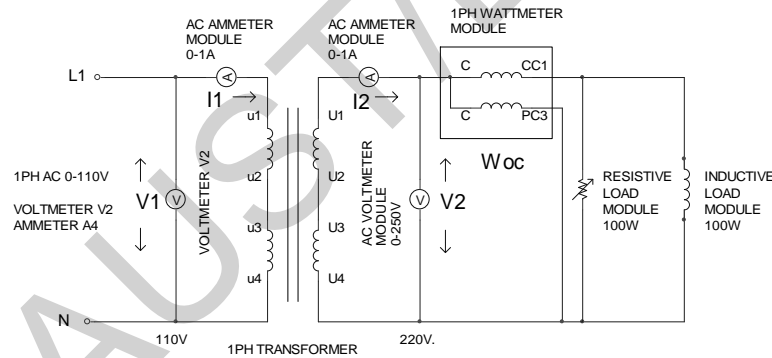 AC AMMETER
MODULE
0-1A
AC AMMETER
MODULE
0-1A
1PH WATTMETER
MODULE
L1
A
I1
A
I2
C
CC1
C
PC3
Woc
u1
U1
u2
U2
u3
U3
u4
U4
1PH AC 0-110V
VOLTMETER V2
AMMETER A4
V1
V
VOLTMETER V2
AC VOLTMETER
MODULE
0-250V
V
V2
RESISTIVE
LOAD
MODULE
100W
INDUCTIVE
LOAD
MODULE
100W
N
110V
1PH TRANSFORMER
220V.